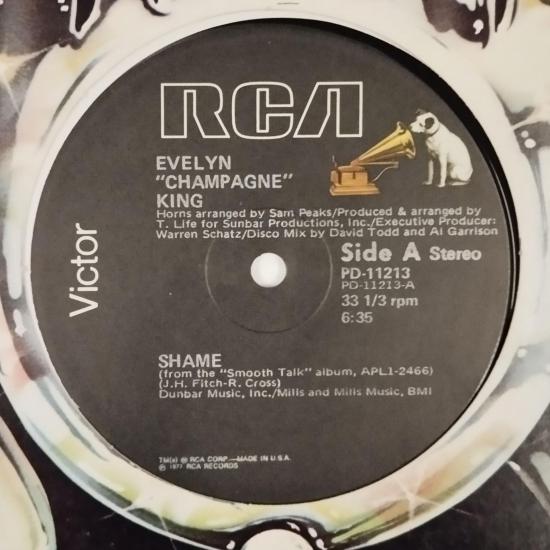 RCA
EVELYN
"CHAMPAGNE"
KING
Horns arranged by Sam Peaks/Produced & arranged by
T. Life for Sunbar Productions, Inc./Executive Producer:
Warren Schatz/Disco Mix by David Todd and Al Garrison
Victor
Side A Stereo
PD-11213
PD-11213-A
33 1/3 rpm
6:35
SHAME
(from the "Smooth Talk" album, APL1-2466)
(J.H. Fitch-R. Cross)
Dunbar Music, Inc./Mills and Mills Music, BMI
TM(s) ® RCA CORP.—MADE IN U.S.A.
℗ 1977 RCA RECORDS